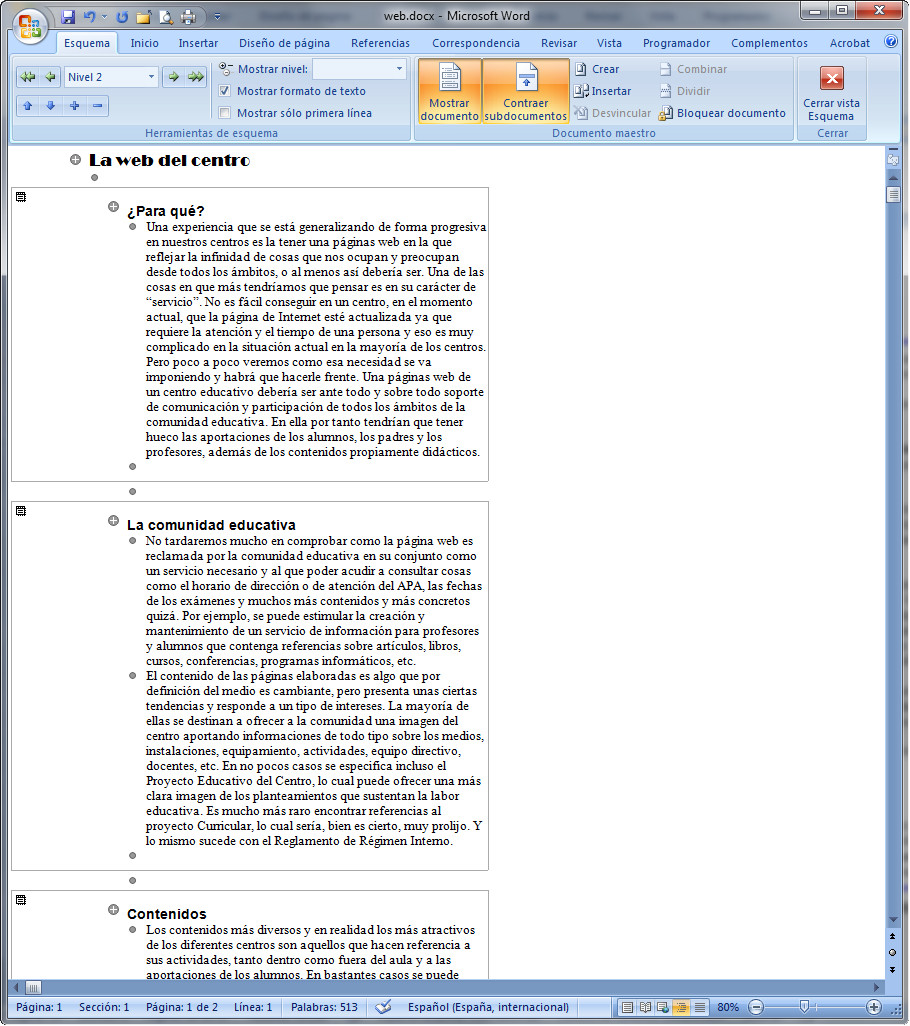 web.docx - Microsoft Word
Esquema Inicio Insertar Diseño de página Referencias Correspondencia Revisar Vista Programador Complementos Acrobat
Nivel 2
Mostrar nivel:
Mostrar formato de texto
Mostrar sólo primera línea
Herramientas de esquema
Mostrar documento
Contraer subdocumentos
Crear
Insertar
Desvincular
Combinar
Dividir
Bloquear documento
Documento maestro
Cerrar vista Esquema
Cerrar
La web del centro
¿Para qué?
Una experiencia que se está generalizando de forma progresiva
en nuestros centros es la tener una páginas web en la que
reflejar la infinidad de cosas que nos ocupan y preocupan
desde todos los ámbitos, o al menos así debería ser. Una de las
cosas en que más tendríamos que pensar es en su carácter de
“servicio”. No es fácil conseguir en un centro, en el momento
actual, que la página de Internet esté actualizada ya que
requiere la atención y el tiempo de una persona y eso es muy
complicado en la situación actual en la mayoría de los centros.
Pero poco a poco veremos como esa necesidad se va
imponiendo y habrá que hacerle frente. Una páginas web de
un centro educativo debería ser ante todo y sobre todo soporte
de comunicación y participación de todos los ámbitos de la
comunidad educativa. En ella por tanto tendrían que tener
hueco las aportaciones de los alumnos, los padres y los
profesores, además de los contenidos propiamente didácticos.
La comunidad educativa
No tardaremos mucho en comprobar como la página web es
reclamada por la comunidad educativa en su conjunto como
un servicio necesario y al que poder acudir a consultar cosas
como el horario de dirección o de atención del APA, las fechas
de los exámenes y muchos más contenidos y más concretos
quizá. Por ejemplo, se puede estimular la creación y
mantenimiento de un servicio de información para profesores
y alumnos que contenga referencias sobre artículos, libros,
cursos, conferencias, programas informáticos, etc.
El contenido de las páginas elaboradas es algo que por
definición del medio es cambiante, pero presenta unas ciertas
tendencias y responde a un tipo de intereses. La mayoría de
ellas se destinan a ofrecer a la comunidad una imagen del
centro aportando informaciones de todo tipo sobre los medios,
instalaciones, equipamiento, actividades, equipo directivo,
docentes, etc. En no pocos casos se especifica incluso el
Proyecto Educativo del Centro, lo cual puede ofrecer una más
clara imagen de los planteamientos que sustentan la labor
educativa. Es mucho más raro encontrar referencias al
proyecto Curricular, lo cual sería, bien es cierto, muy prolijo. Y
lo mismo sucede con el Reglamento de Régimen Interno.
Contenidos
Los contenidos más diversos y en realidad los más atractivos
de los diferentes centros son aquellos que hacen referencia a
sus actividades, tanto dentro como fuera del aula y a las
aportaciones de los alumnos. En bastantes casos se puede
Página: 1 Sección: 1 Página: 1 de 2 Línea: 1 Palabras: 513 Español (España, internacional) 80%